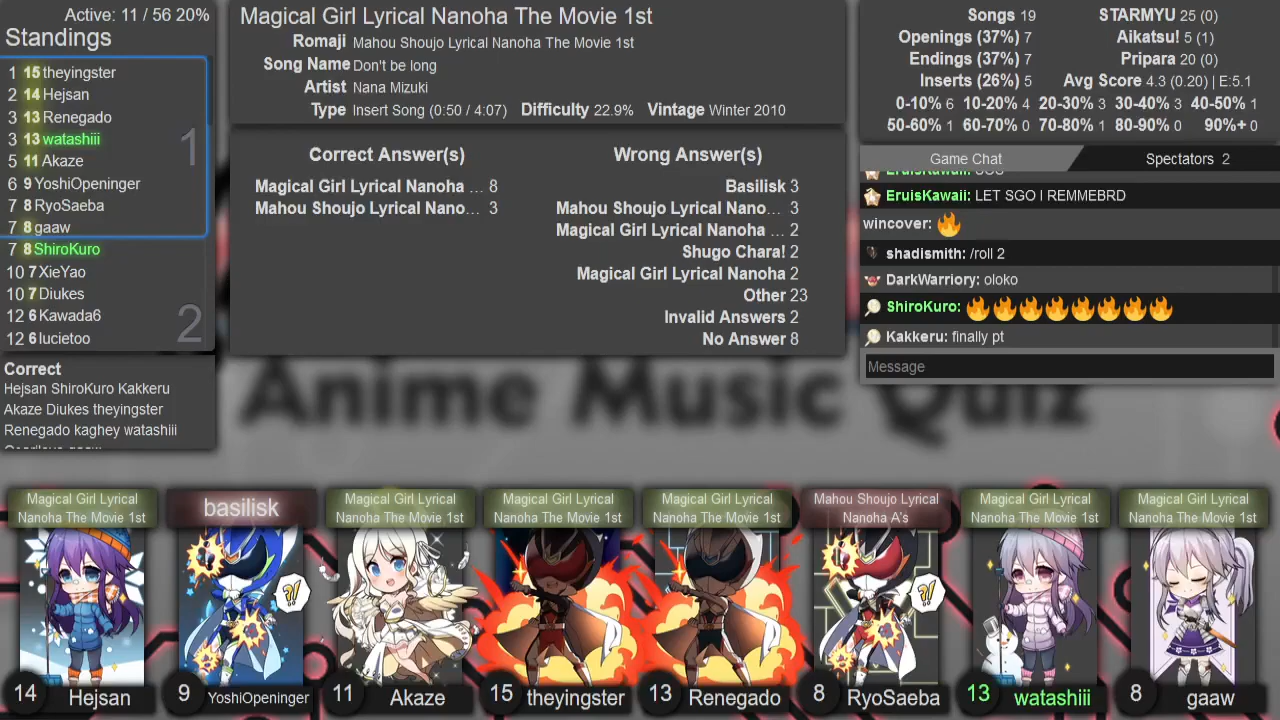 Active: 11 / 56 20%
Standings
1 15 theyingster
2 14 Hejsan
3 13 Renegado
3 13 watashiii
5 11 Akaze
6 9 YoshiOpeninger
7 8 RyoSaeba
7 8 gaaw
1
7 8 ShiroKuro
10 7 XieYao
10 7 Diukes
12 6 Kawada6
12 6 lucietoo
2
Correct
Hejsan ShiroKuro Kakkeru
Akaze Diukes theyingster
Renegado kaghey watashiii
gaaw
Magical Girl Lyrical Nanoha The Movie 1st
Romaji Mahou Shoujo Lyrical Nanoha The Movie 1st
Song Name Don't be long
Artist Nana Mizuki
Type Insert Song (0:50 / 4:07) Difficulty 22.9% Vintage Winter 2010
Correct Answer(s)
Magical Girl Lyrical Nanoha ... 8
Mahou Shoujo Lyrical Nano... 3
Wrong Answer(s)
Basilisk 3
Mahou Shoujo Lyrical Nano... 3
Magical Girl Lyrical Nanoha ... 2
Shugo Chara! 2
Magical Girl Lyrical Nanoha 2
Other 23
Invalid Answers 2
No Answer 8
Songs 19
Openings (37%) 7
Endings (37%) 7
Inserts (26%) 5
STARMYU 25 (0)
Aikatsu! 5 (1)
Pripara 20 (0)
Avg Score 4.3 (0.20) | E:5.1
0-10% 6 10-20% 4 20-30% 3 30-40% 3 40-50% 1
50-60% 1 60-70% 0 70-80% 1 80-90% 0 90%+ 0
Game Chat
Spectators 2
EruisKawaii:
EruisKawaii: LET SGO I REMMEBRD
wincover:
shadismith: /roll 2
DarkWarriory: oloko
ShiroKuro:
Kakkeru: finally pt
Message
Anime Music Quiz
Magical Girl Lyrical
Nanoha The Movie 1st
14 Hejsan
basilisk
?!
9 YoshiOpeninger
Magical Girl Lyrical
Nanoha The Movie 1st
11 Akaze
Magical Girl Lyrical
Nanoha The Movie 1st
15 theyingster
Magical Girl Lyrical
Nanoha The Movie 1st
13 Renegado
Mahou Shoujo Lyrical
Nanoha A's
?!
8 RyoSaeba
Magical Girl Lyrical
Nanoha The Movie 1st
13 watashiii
Magical Girl Lyrical
Nanoha The Movie 1st
8 gaaw